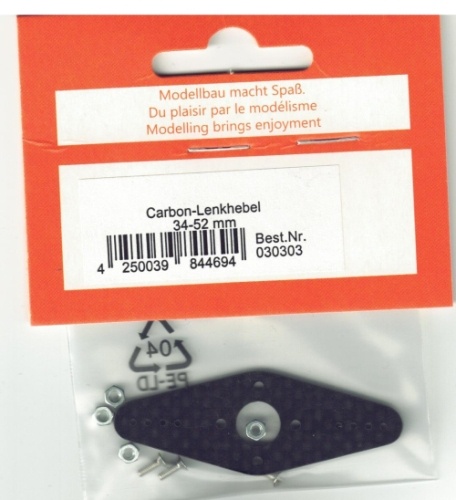 Modellbau macht Spaß.
Du plaisir par le modélisme
Modelling brings enjoyment
Carbon-Lenkhebel
34-52 mm
Best.Nr.
030303
4 250039 844694
04
PE-LD